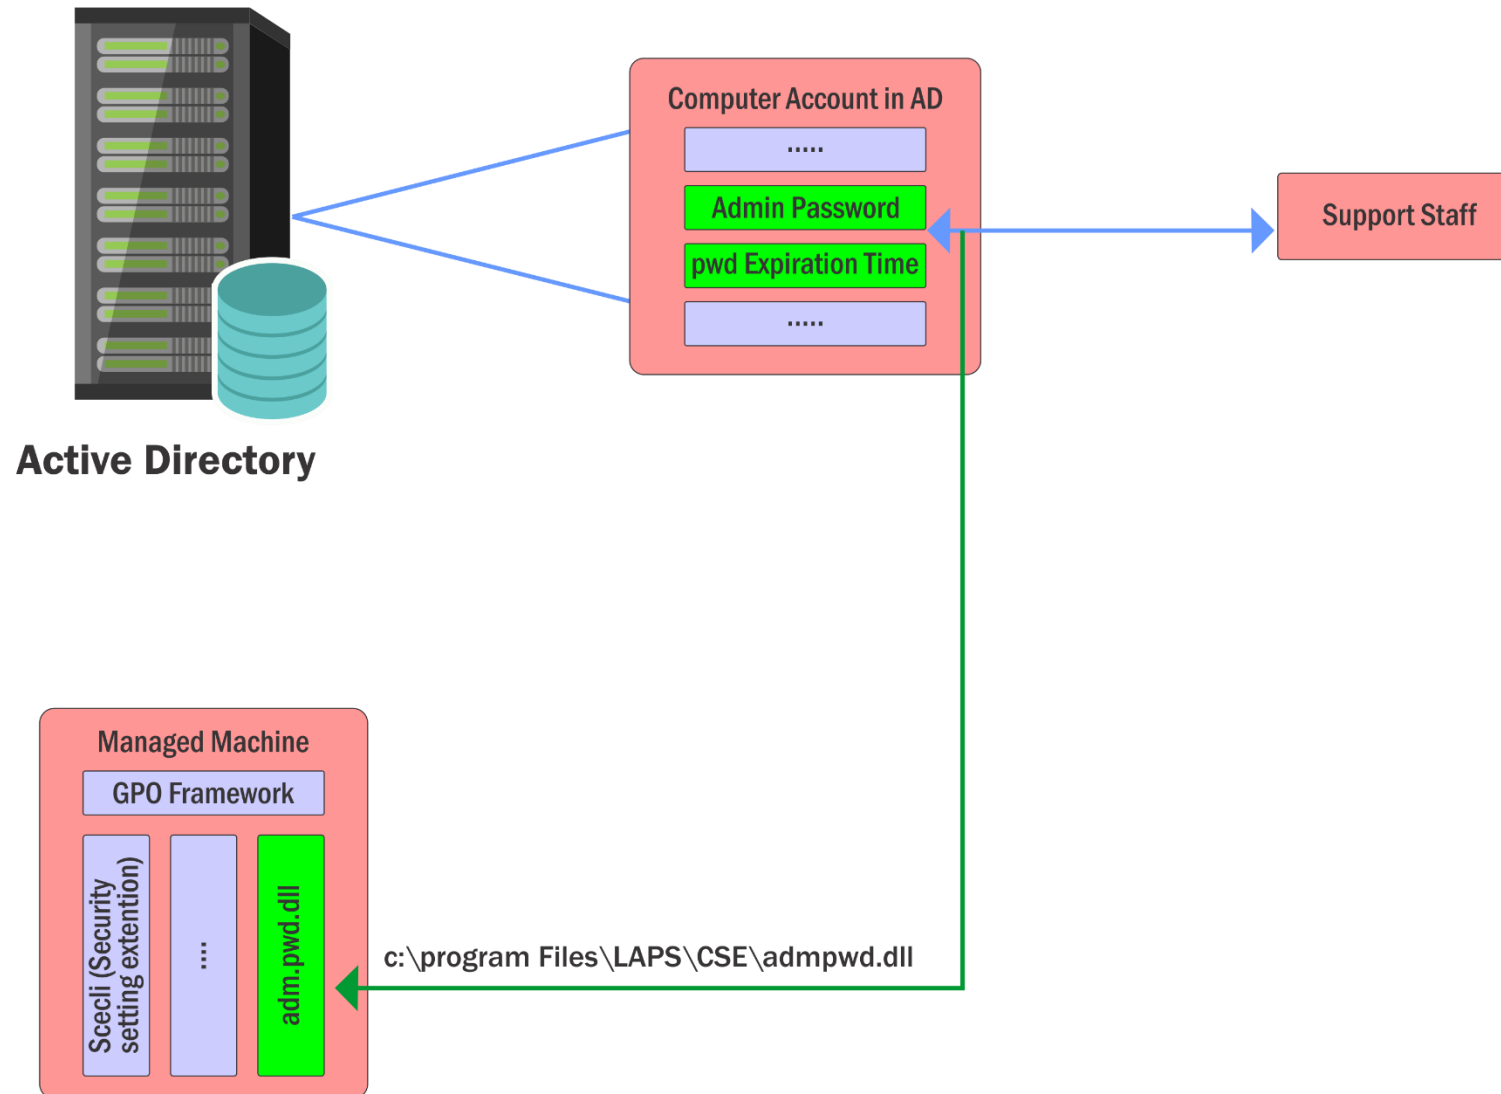 Computer Account in AD
.....
Admin Password
pwd Expiration Time
.....
Support Staff
Active Directory
Managed Machine
GPO Framework
Scecli (Security
setting extention)
....
adm.pwd.dll
c:\program Files\LAPS\CSE\admpwd.dll